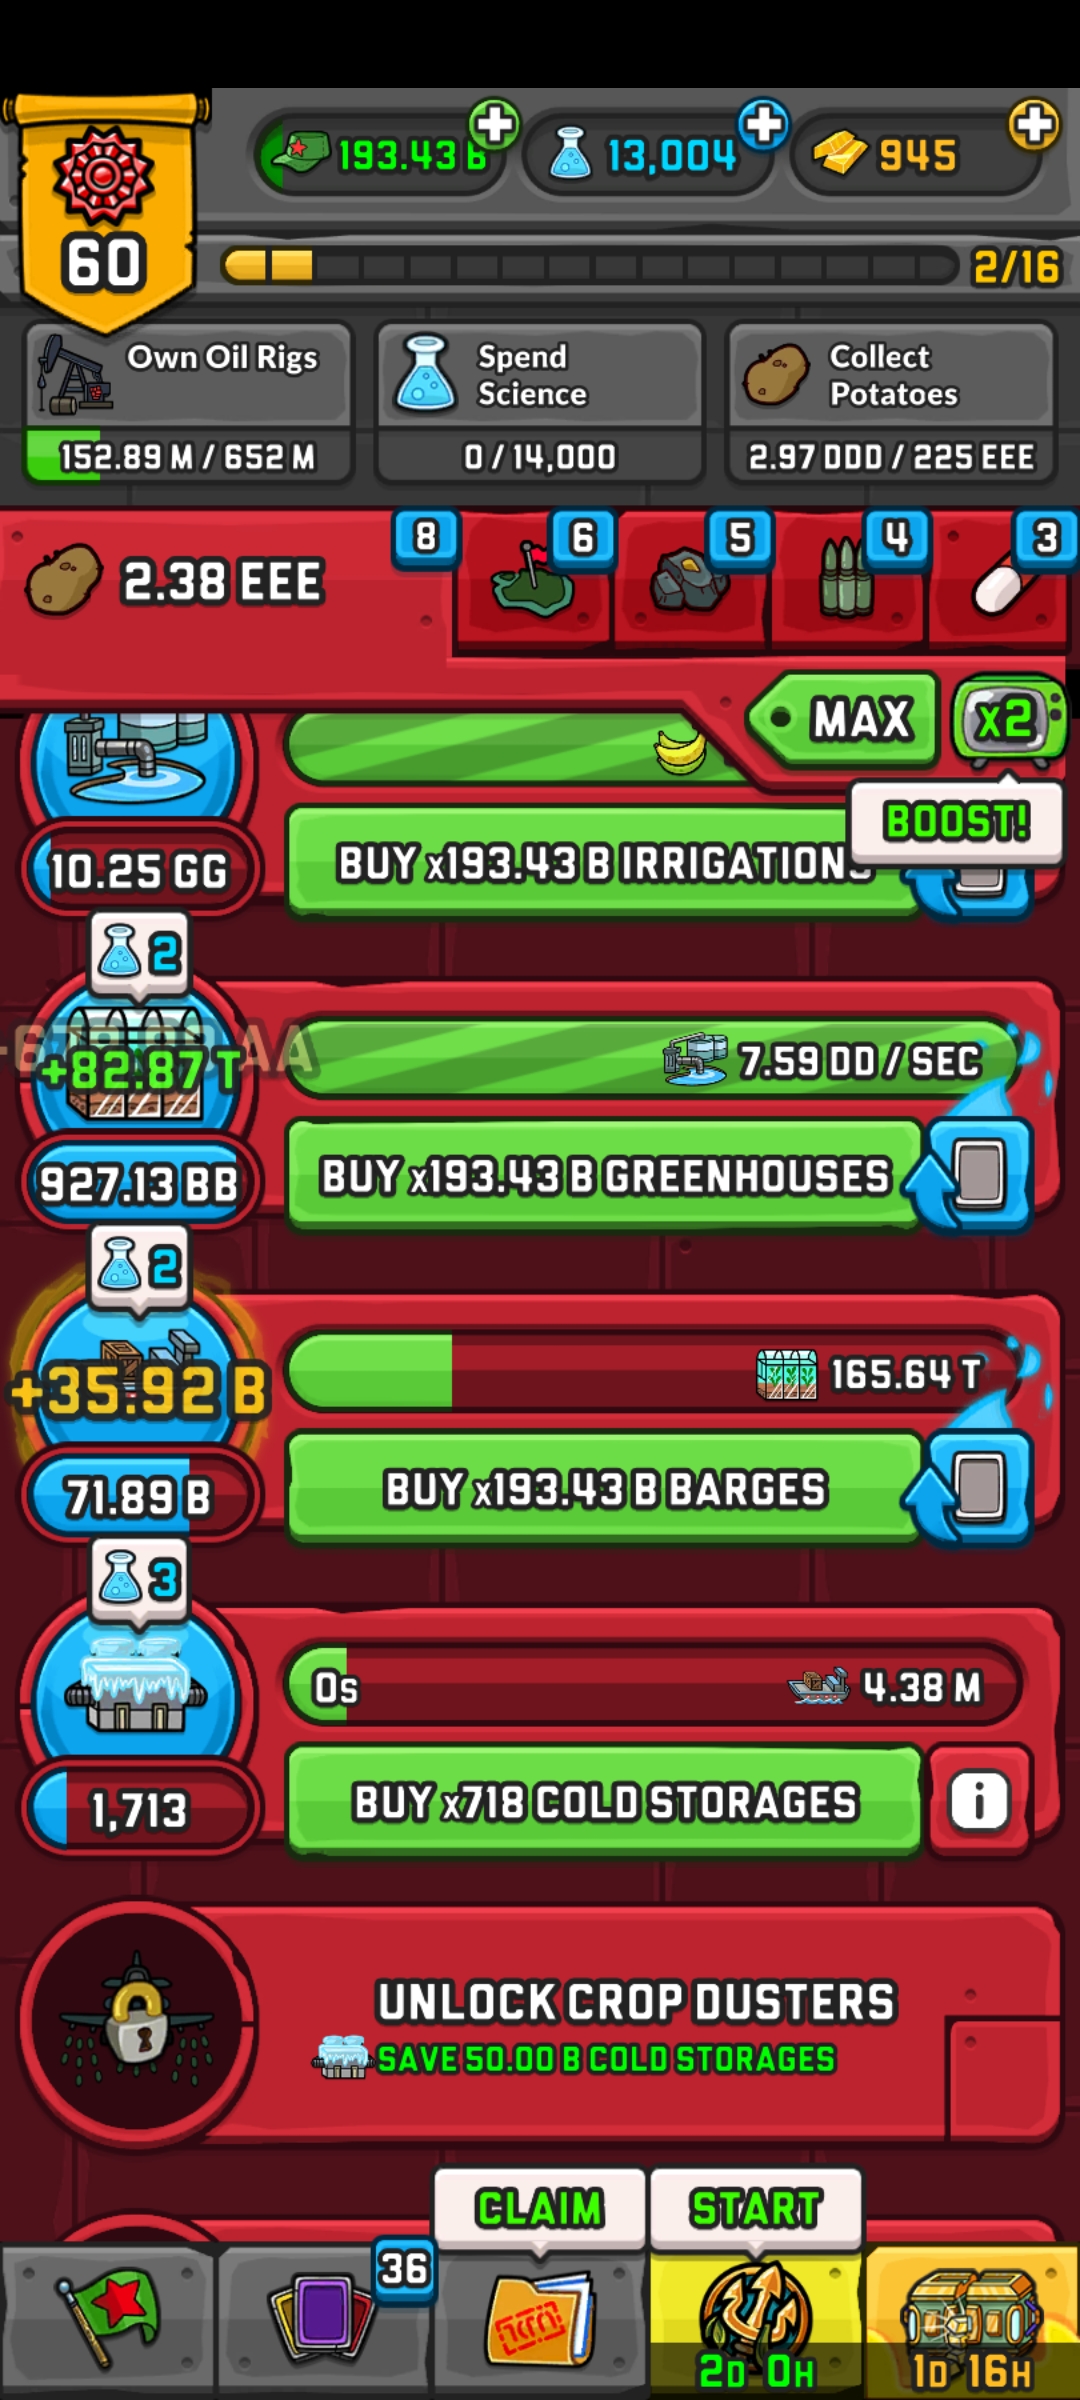 193.43 B
13,004
945
60
2/16
Own Oil Rigs
152.89 M / 652 M
Spend
Science
0 / 14,000
Collect
Potatoes
2.97 DDD / 225 EEE
2.38 EEE
8
6
5
4
3
MAX
x2
BOOST!
10.25 GG
BUY x193.43 B IRRIGATIONS
2
+82.87 T
7.59 DD / SEC
927.13 BB
BUY x193.43 B GREENHOUSES
2
+35.92 B
165.64 T
71.89 B
BUY x193.43 B BARGES
3
0s
4.38 M
1,713
BUY x718 COLD STORAGES
i
UNLOCK CROP DUSTERS
SAVE 50.00 B COLD STORAGES
CLAIM
START
36
2D 0H
1D 16H